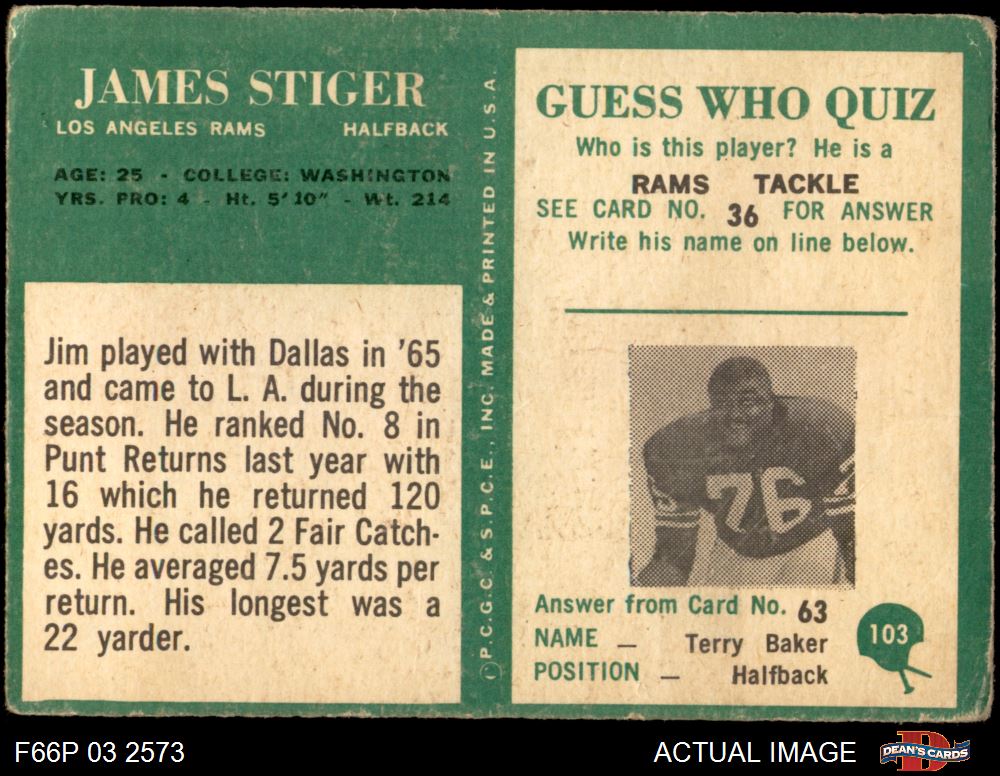 JAMES STIGER
LOS ANGELES RAMS HALFBACK
AGE: 25 - COLLEGE: WASHINGTON
YRS. PRO: 4 - Ht. 5' 10" - Wt. 214
Jim played with Dallas in '65
and came to L. A. during the
season. He ranked No. 8 in
Punt Returns last year with
16 which he returned 120
yards. He called 2 Fair Catch-
es. He averaged 7.5 yards per
return. His longest was a
22 yarder.
©P.C.G.C. & S.P.C.E., INC. MADE & PRINTED IN U.S.A.
GUESS WHO QUIZ
Who is this player? He is a
RAMS TACKLE
SEE CARD NO. 36 FOR ANSWER
Write his name on line below.
76
Answer from Card No. 63
NAME — Terry Baker
POSITION — Halfback
103
F66P 03 2573
ACTUAL IMAGE
DEAN'S CARDS